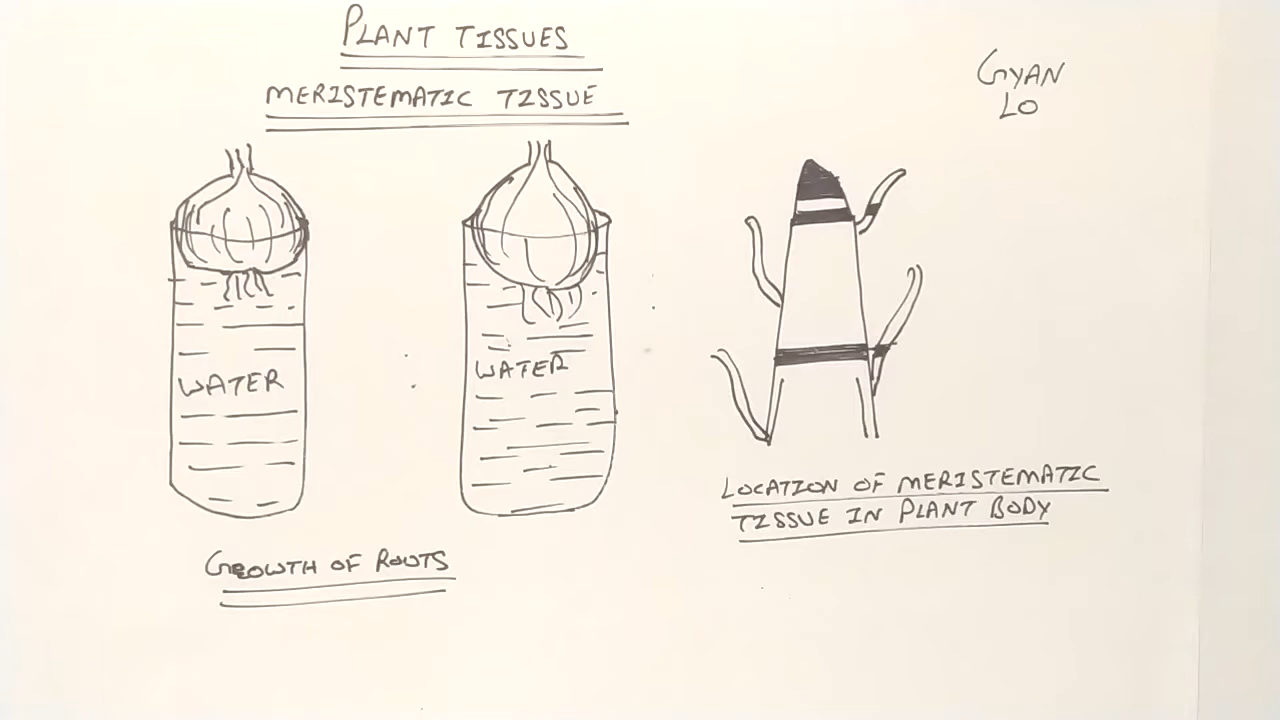 PLANT TISSUES
MERISTEMATIC TISSUE
GYAN
LO
WATER
WATER
LOCATION OF MERISTEMATIC
TISSUE IN PLANT BODY
GROWTH OF ROOTS